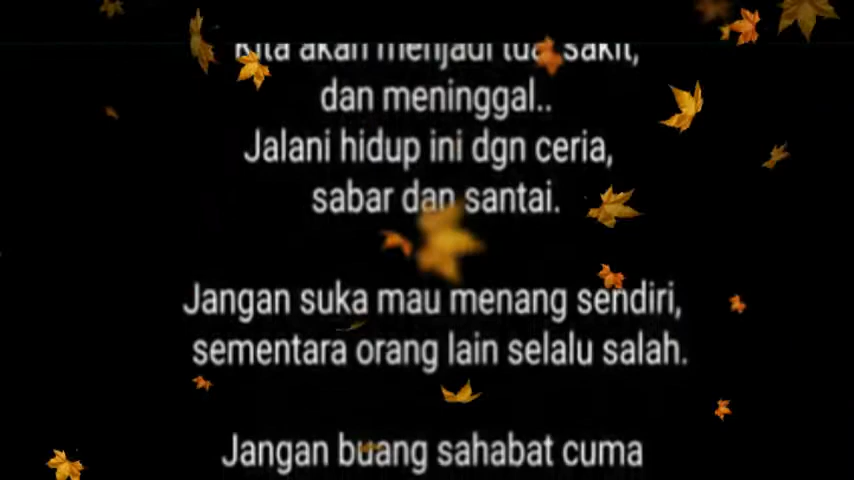 Kita akan menjadi tua, sakit,
dan meninggal..
Jalani hidup ini dgn ceria,
sabar dan santai.
Jangan suka mau menang sendiri,
sementara orang lain selalu salah.
Jangan buang sahabat cuma